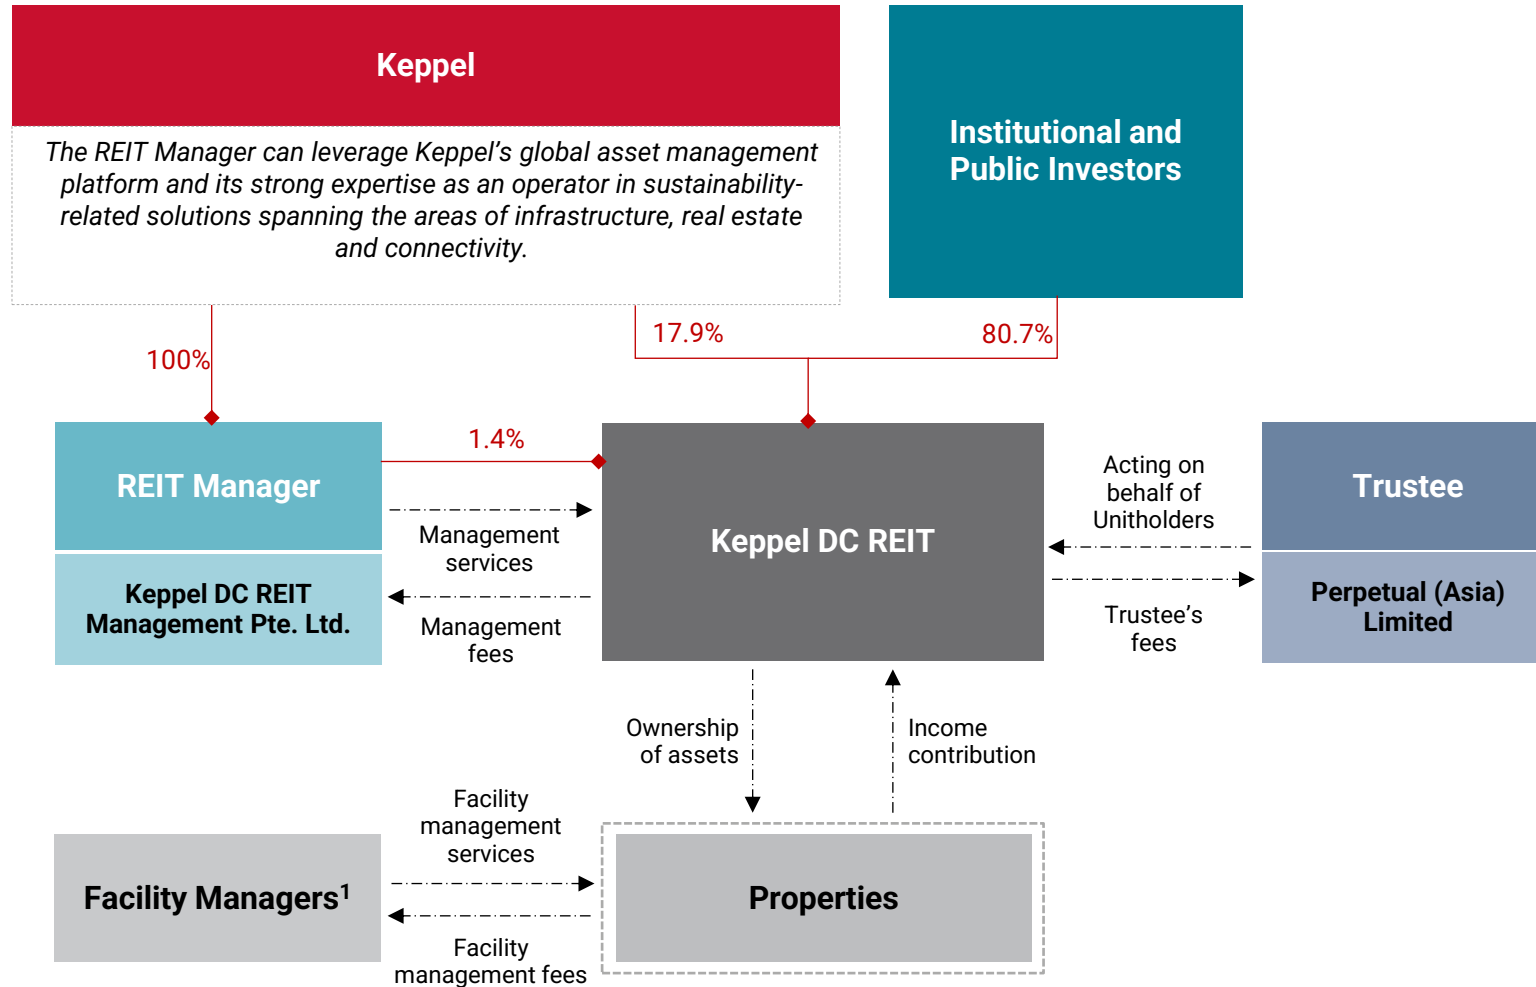 Keppel
The REIT Manager can leverage Keppel’s global asset management
platform and its strong expertise as an operator in sustainability-
related solutions spanning the areas of infrastructure, real estate
and connectivity.
Institutional and
Public Investors
100%
17.9%
80.7%
REIT Manager
Keppel DC REIT
Management Pte. Ltd.
1.4%
Management
services
Management
fees
Keppel DC REIT
Acting on
behalf of
Unitholders
Trustee’s
fees
Trustee
Perpetual (Asia)
Limited
Ownership
of assets
Income
contribution
Facility Managers¹
Facility
management
services
Facility
management fees
Properties